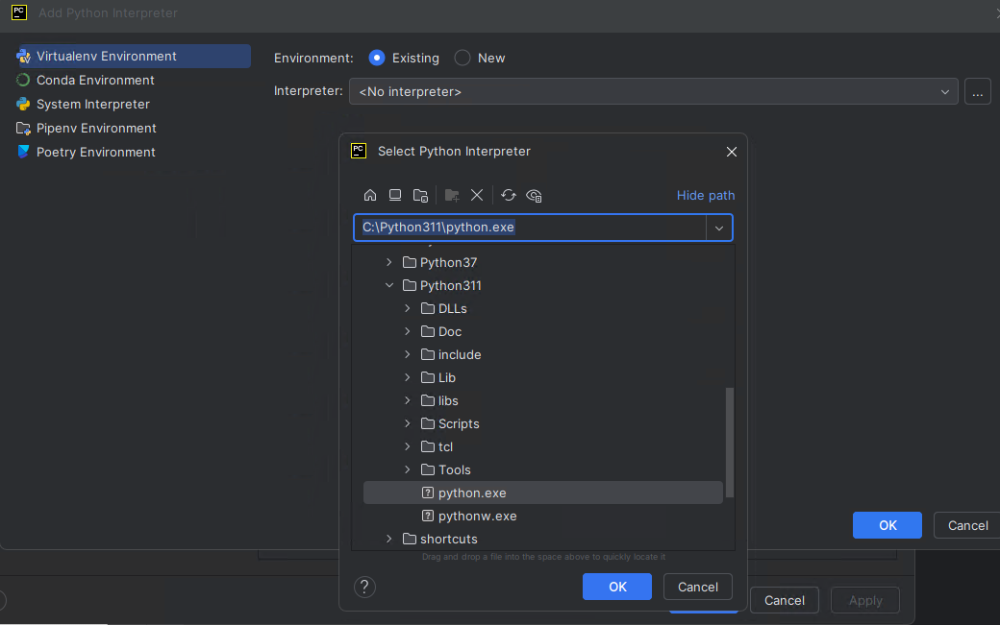 PC Add Python Interpreter
Virtualenv Environment
Conda Environment
System Interpreter
Pipenv Environment
Poetry Environment
Environment: Existing New
Interpreter: <No interpreter> ...
PC Select Python Interpreter
Hide path
C:\Python311\python.exe
Python37
Python311
DLLs
Doc
include
Lib
libs
Scripts
tcl
Tools
python.exe
pythonw.exe
shortcuts
Drag and drop a file into the space above to quickly locate it
? OK Cancel
OK Cancel
Cancel Apply